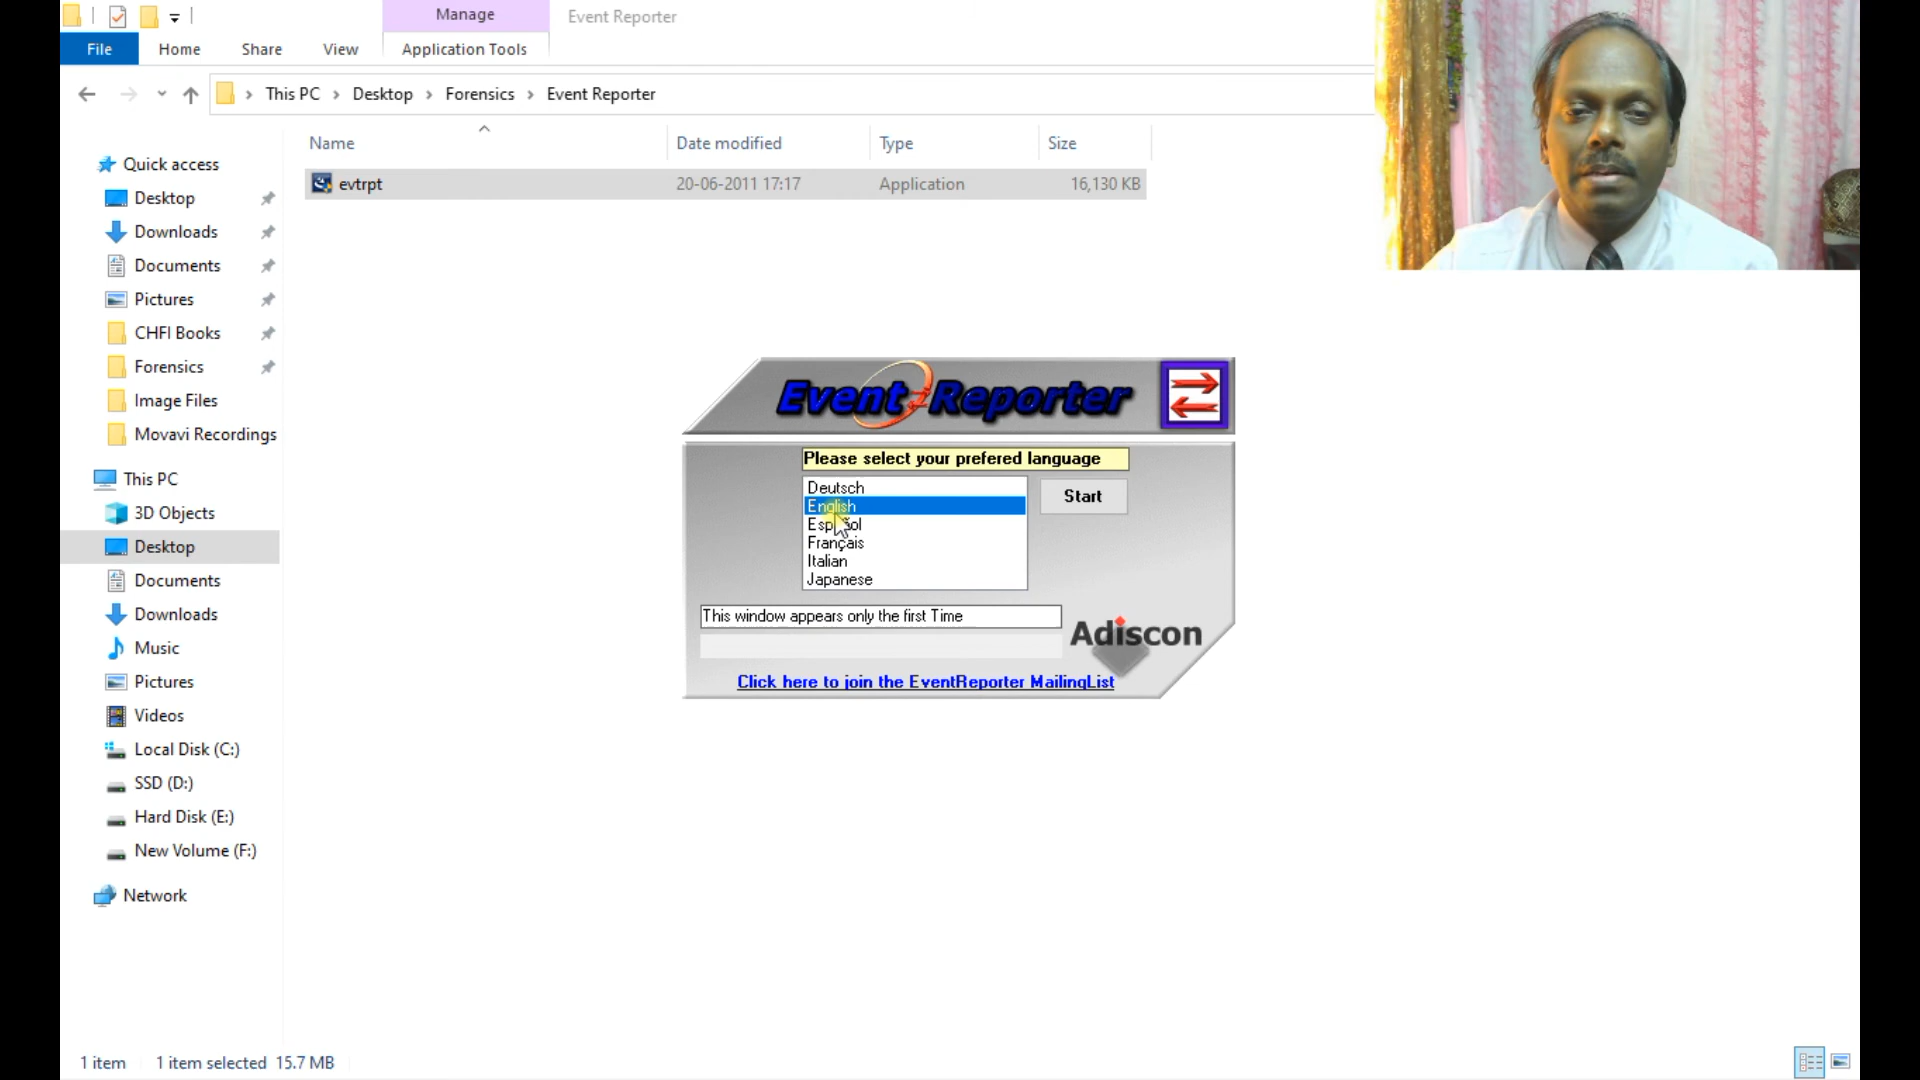 Manage
Event Reporter
File
Home
Share
View
Application Tools
This PC
Desktop
Forensics
Event Reporter
Name
Date modified
Type
Size
evtrpt
20-06-2011 17:17
Application
16,130 KB
Quick access
Desktop
Downloads
Documents
Pictures
CHFI Books
Forensics
Image Files
Movavi Recordings
This PC
3D Objects
Desktop
Documents
Downloads
Music
Pictures
Videos
Local Disk (C:)
SSD (D:)
Hard Disk (E:)
New Volume (F:)
Network
Event Reporter
Please select your prefered language
Deutsch
English
Español
Français
Italian
Japanese
Start
This window appears only the first Time
Adiscon
Click here to join the EventReporter MailingList
1 item
1 item selected 15.7 MB